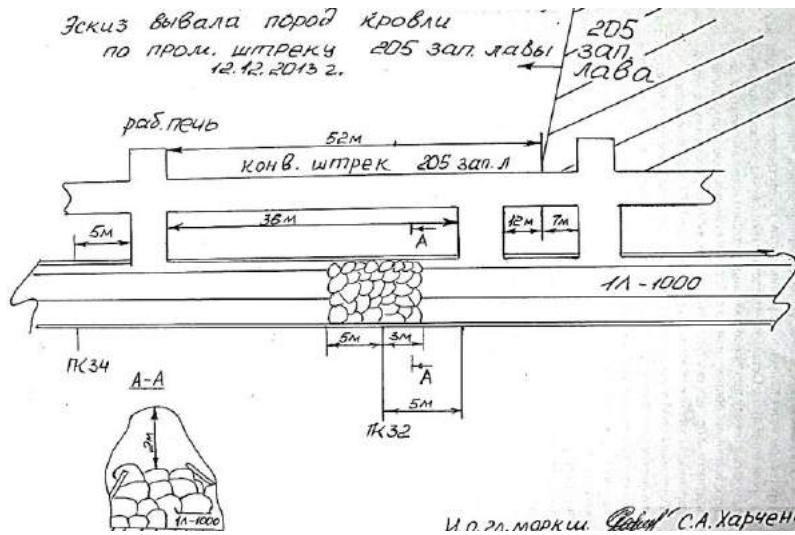 Эскиз вывала пород кровли
по пром. штреку 205 зап. лавы
12.12.2013 г.
205
зап.
лава
раб. печь
52м
конв. штрек 205 зап. л
5м
36м
А
12м
7м
1Л-1000
5м
3м
ПК34
А-А
А
5м
ПК32
2м
1Л-1000
И.о. гл. маркш.
С.А. Харчен